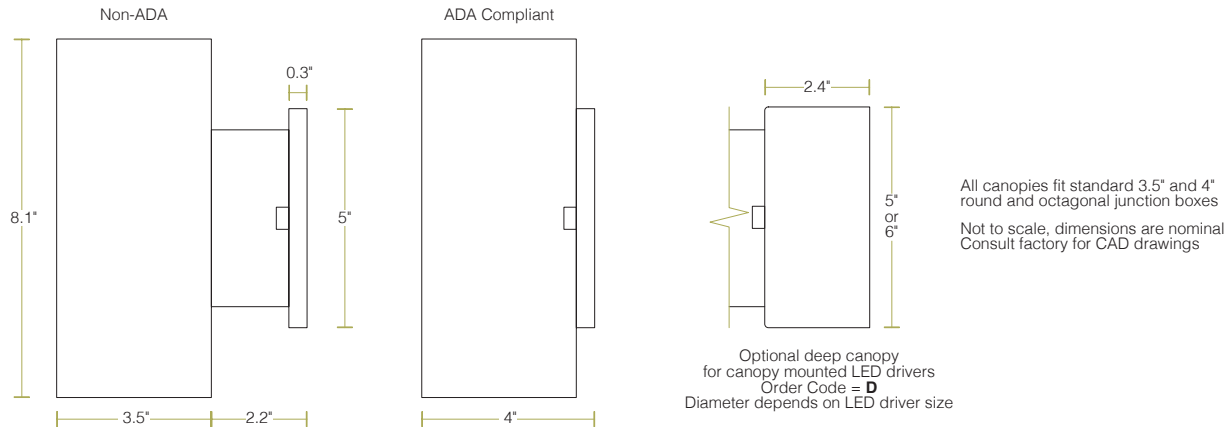 Non-ADA
ADA Compliant
0.3"
2.4"
8.1"
5"
5"
or
6"
All canopies fit standard 3.5" and 4"
round and octagonal junction boxes
Not to scale, dimensions are nominal
Consult factory for CAD drawings
Optional deep canopy
for canopy mounted LED drivers
Order Code = D
Diameter depends on LED driver size
3.5"
2.2"
4"